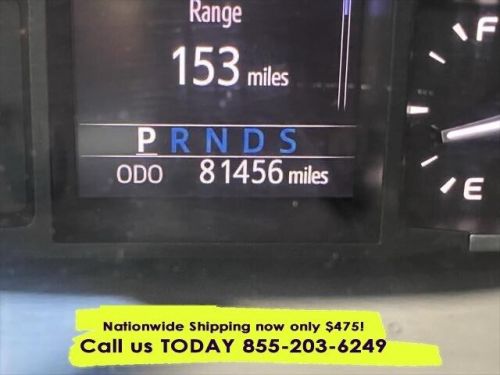 Range
153 miles
F
P R N D S
ODO 81456 miles
E
Nationwide Shipping now only $475!
Call us TODAY 855-203-6249